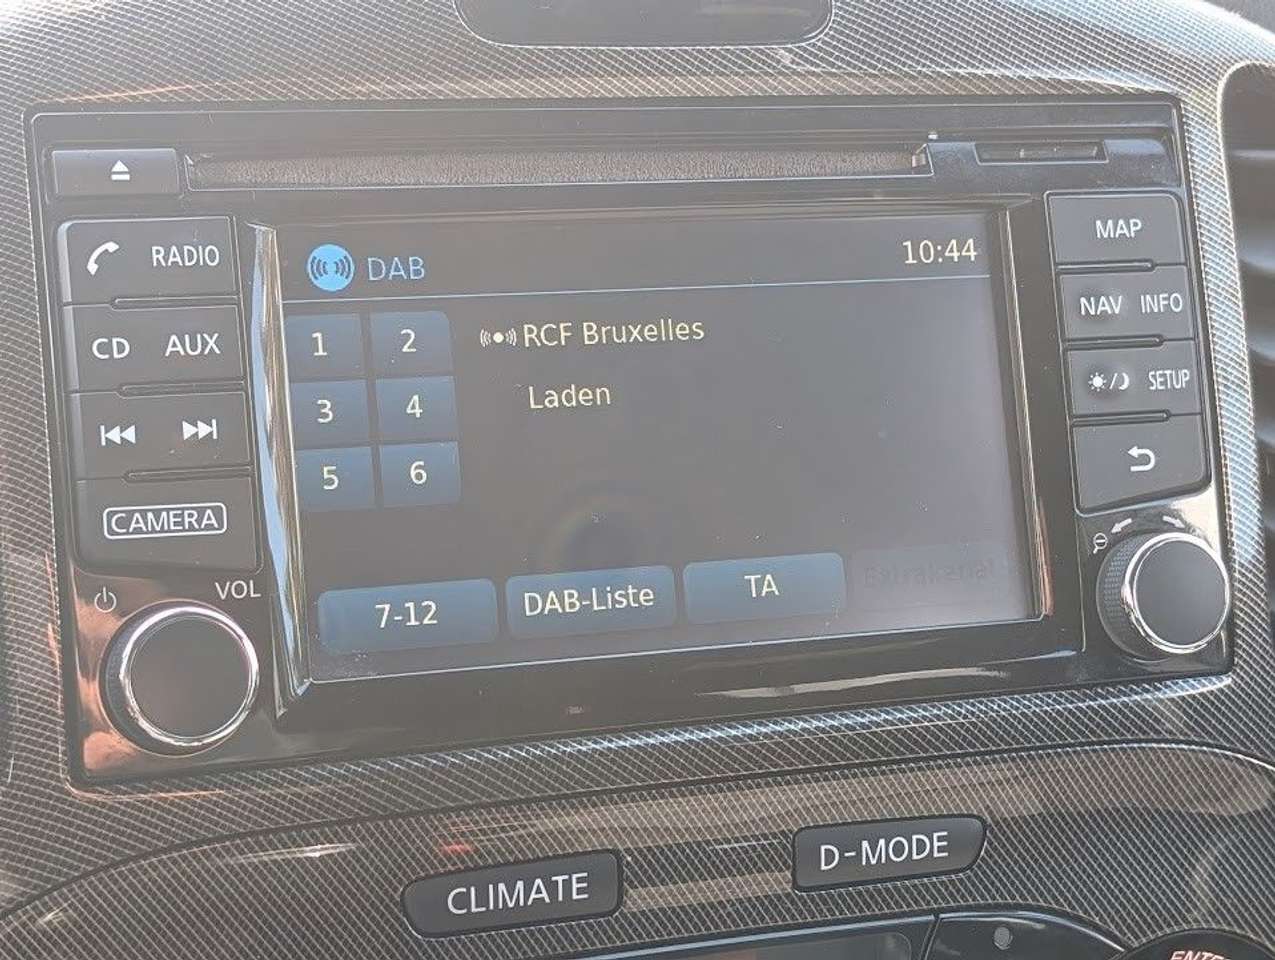 RADIO
CD AUX
CAMERA
VOL
DAB
10:44
1 2
3 4
5 6
RCF Bruxelles
Laden
7-12
DAB-Liste
TA
Extrakanal
MAP
NAV INFO
SETUP
CLIMATE
D-MODE